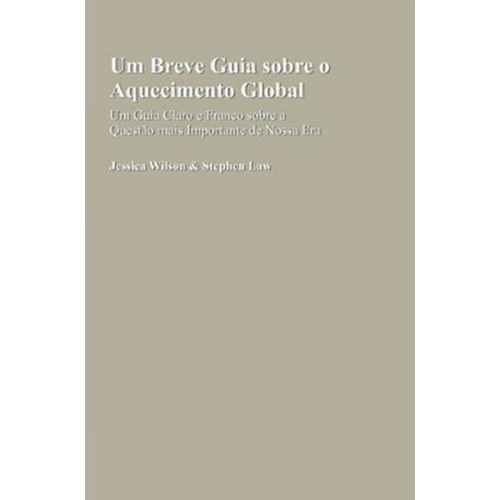 Um Breve Guia sobre o
Aquecimento Global
Um Guia Claro e Franco sobre a
Questão mais Importante de Nossa Era
Jessica Wilson & Stephen Law